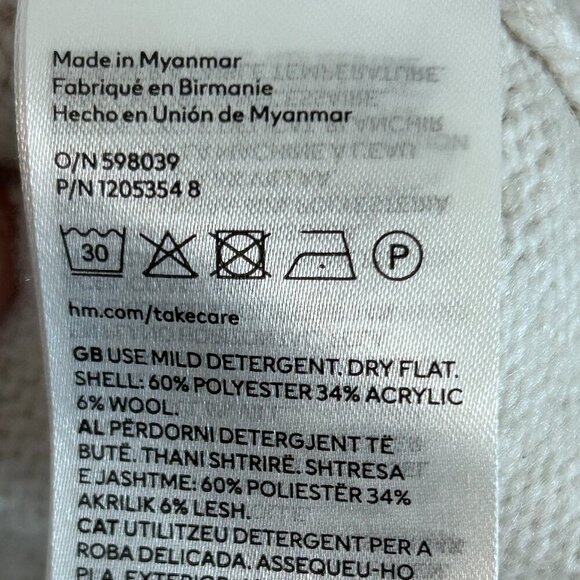 Made in Myanmar
Fabriqué en Birmanie
Hecho en Unión de Myanmar
O/N 598039
P/N 1205354 8
30 P
hm.com/takecare
GB USE MILD DETERGENT. DRY FLAT.
SHELL: 60% POLYESTER 34% ACRYLIC
6% WOOL.
AL PËRDORNI DETERGJENT TË
BUTË. THANI SHTRIRË. SHTRESA
E JASHTME: 60% POLIESTËR 34%
AKRILIK 6% LESH.
CAT UTILITZEU DETERGENT PER A
ROBA DELICADA. ASSEQUEU-HO